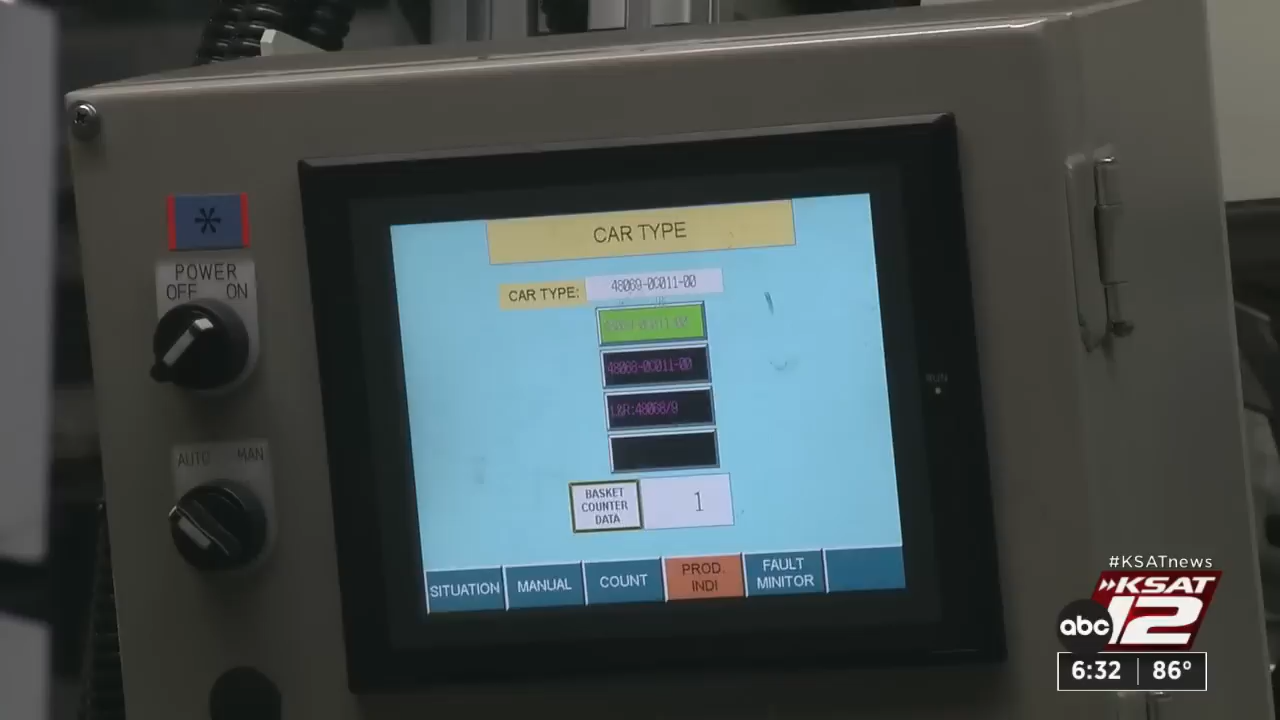 *
POWER
OFF ON
AUTO MAN
CAR TYPE
CAR TYPE: 48069-0C011-00
48068-0C011-00
L&R:48068/9
BASKET
COUNTER
DATA
1
SITUATION
MANUAL
COUNT
PROD.
INDI
FAULT
MINITOR
RUN
#KSATnews
KSAT
abc 12
6:32 86°